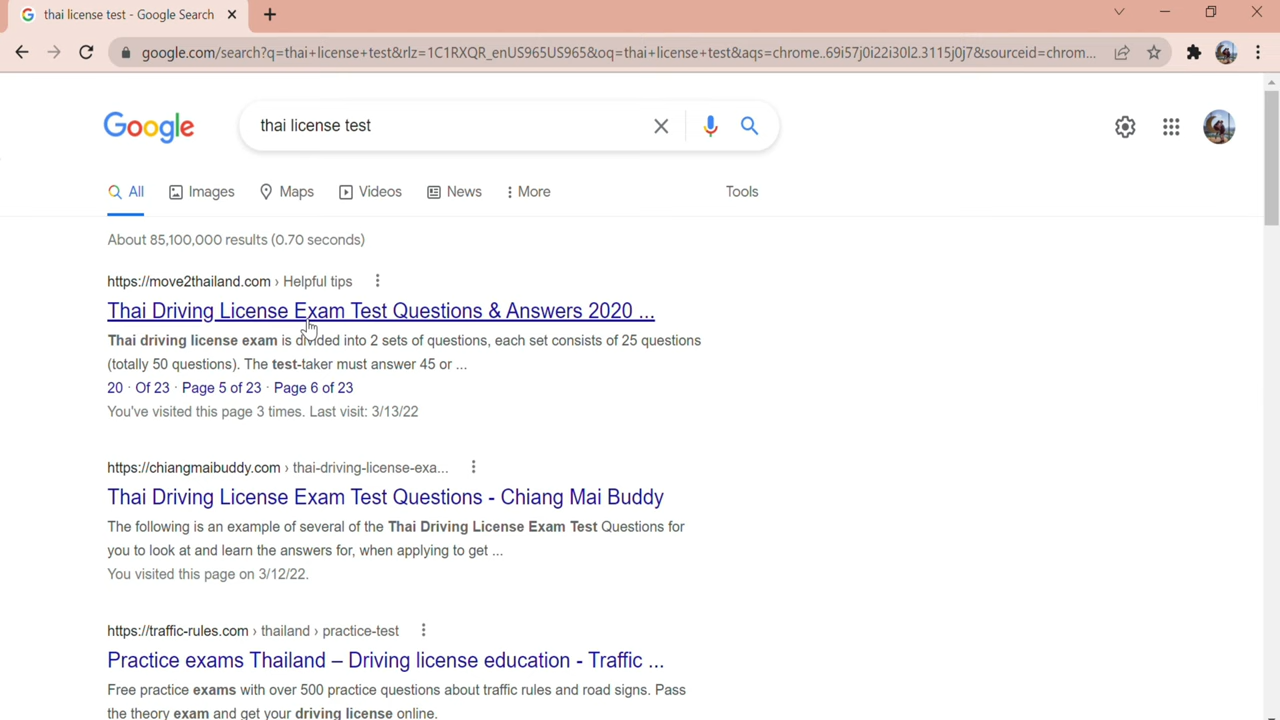 thai license test - Google Search
google.com/search?q=thai+license+test&rlz=1C1RXQR_enUS965US965&oq=thai+license+test&aqs=chrome..69i57j0i22i30l2.3115j0j7&sourceid=chrom...
Google
thai license test
All
Images
Maps
Videos
News
More
Tools
About 85,100,000 results (0.70 seconds)
https://move2thailand.com › Helpful tips
Thai Driving License Exam Test Questions & Answers 2020 ...
Thai driving license exam is divided into 2 sets of questions, each set consists of 25 questions
(totally 50 questions). The test-taker must answer 45 or ...
20 · Of 23 · Page 5 of 23 · Page 6 of 23
You've visited this page 3 times. Last visit: 3/13/22
https://chiangmaibuddy.com › thai-driving-license-exa...
Thai Driving License Exam Test Questions - Chiang Mai Buddy
The following is an example of several of the Thai Driving License Exam Test Questions for
you to look at and learn the answers for, when applying to get ...
You visited this page on 3/12/22.
https://traffic-rules.com › thailand › practice-test
Practice exams Thailand – Driving license education - Traffic ...
Free practice exams with over 500 practice questions about traffic rules and road signs. Pass
the theory exam and get your driving license online.